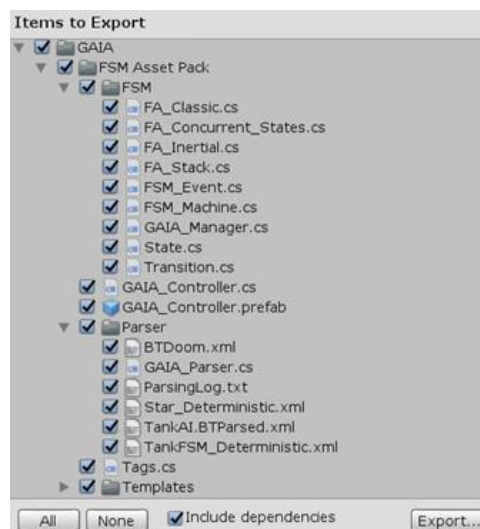 Items to Export
GAIA
FSM Asset Pack
FSM
FA_Classic.cs
FA_Concurrent_States.cs
FA_Inertial.cs
FA_Stack.cs
FSM_Event.cs
FSM_Machine.cs
GAIA_Manager.cs
State.cs
Transition.cs
GAIA_Controller.cs
GAIA_Controller.prefab
Parser
BTDoom.xml
GAIA_Parser.cs
ParsingLog.txt
Star_Deterministic.xml
TankAI.BTParsed.xml
TankFSM_Deterministic.xml
Tags.cs
Templates
All None Include dependencies Export...